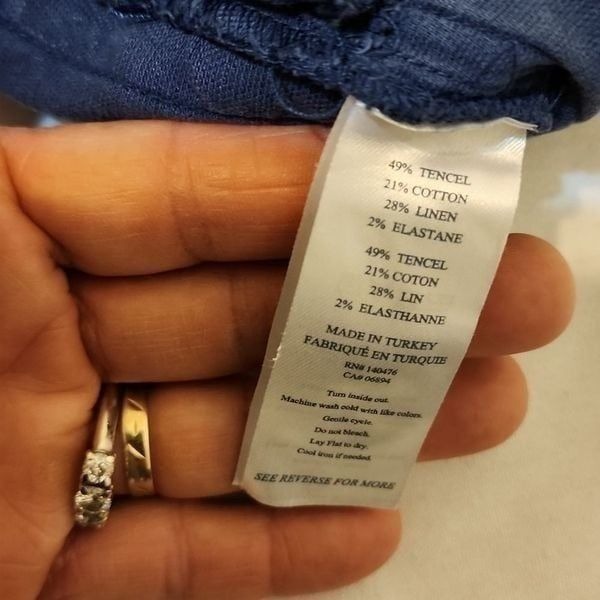 49% TENCEL
21% COTTON
28% LINEN
2% ELASTANE
49% TENCEL
21% COTON
28% LIN
2% ELASTHANNE
MADE IN TURKEY
FABRIQUÉ EN TURQUIE
RN# 140476
CA# 06894
Turn inside out.
Machine wash cold with like colors.
Gentle cycle.
Do not bleach.
Lay Flat to dry.
Cool iron if needed.
SEE REVERSE FOR MORE